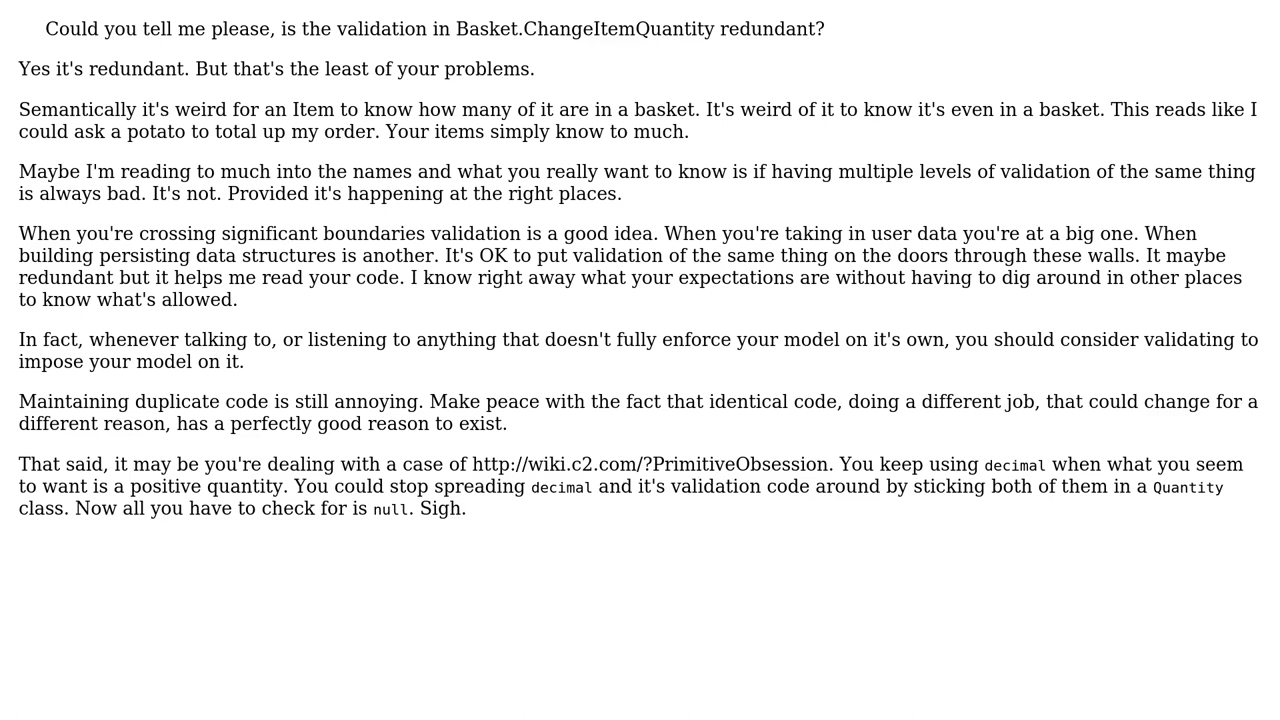 Could you tell me please, is the validation in Basket.ChangeItemQuantity redundant?
Yes it's redundant. But that's the least of your problems.
Semantically it's weird for an Item to know how many of it are in a basket. It's weird of it to know it's even in a basket. This reads like I
could ask a potato to total up my order. Your items simply know to much.
Maybe I'm reading to much into the names and what you really want to know is if having multiple levels of validation of the same thing
is always bad. It's not. Provided it's happening at the right places.
When you're crossing significant boundaries validation is a good idea. When you're taking in user data you're at a big one. When
building persisting data structures is another. It's OK to put validation of the same thing on the doors through these walls. It maybe
redundant but it helps me read your code. I know right away what your expectations are without having to dig around in other places
to know what's allowed.
In fact, whenever talking to, or listening to anything that doesn't fully enforce your model on it's own, you should consider validating to
impose your model on it.
Maintaining duplicate code is still annoying. Make peace with the fact that identical code, doing a different job, that could change for a
different reason, has a perfectly good reason to exist.
That said, it may be you're dealing with a case of http://wiki.c2.com/?PrimitiveObsession. You keep using decimal when what you seem
to want is a positive quantity. You could stop spreading decimal and it's validation code around by sticking both of them in a Quantity
class. Now all you have to check for is null. Sigh.